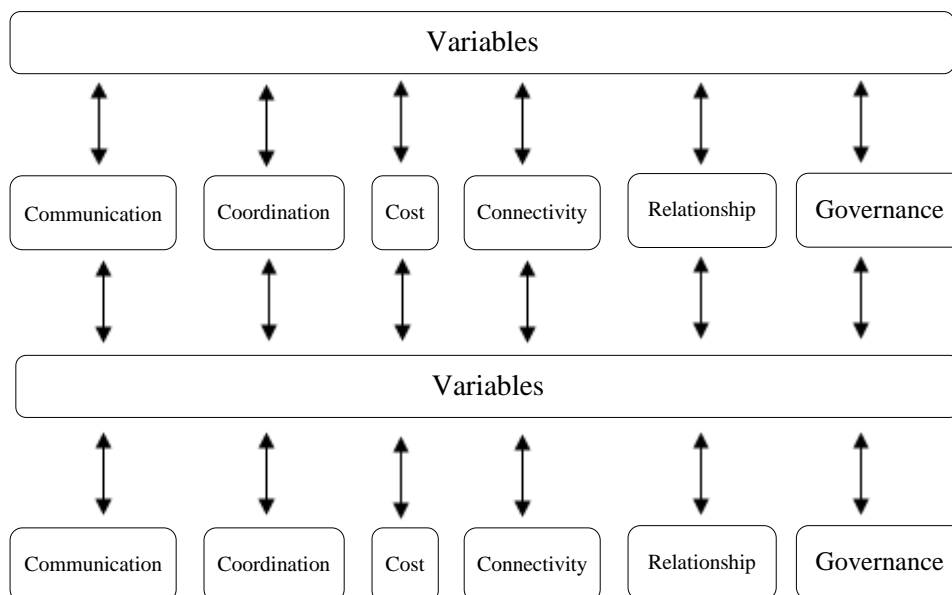 Variables
Communication
Coordination
Cost
Connectivity
Relationship
Governance
Variables
Communication
Coordination
Cost
Connectivity
Relationship
Governance